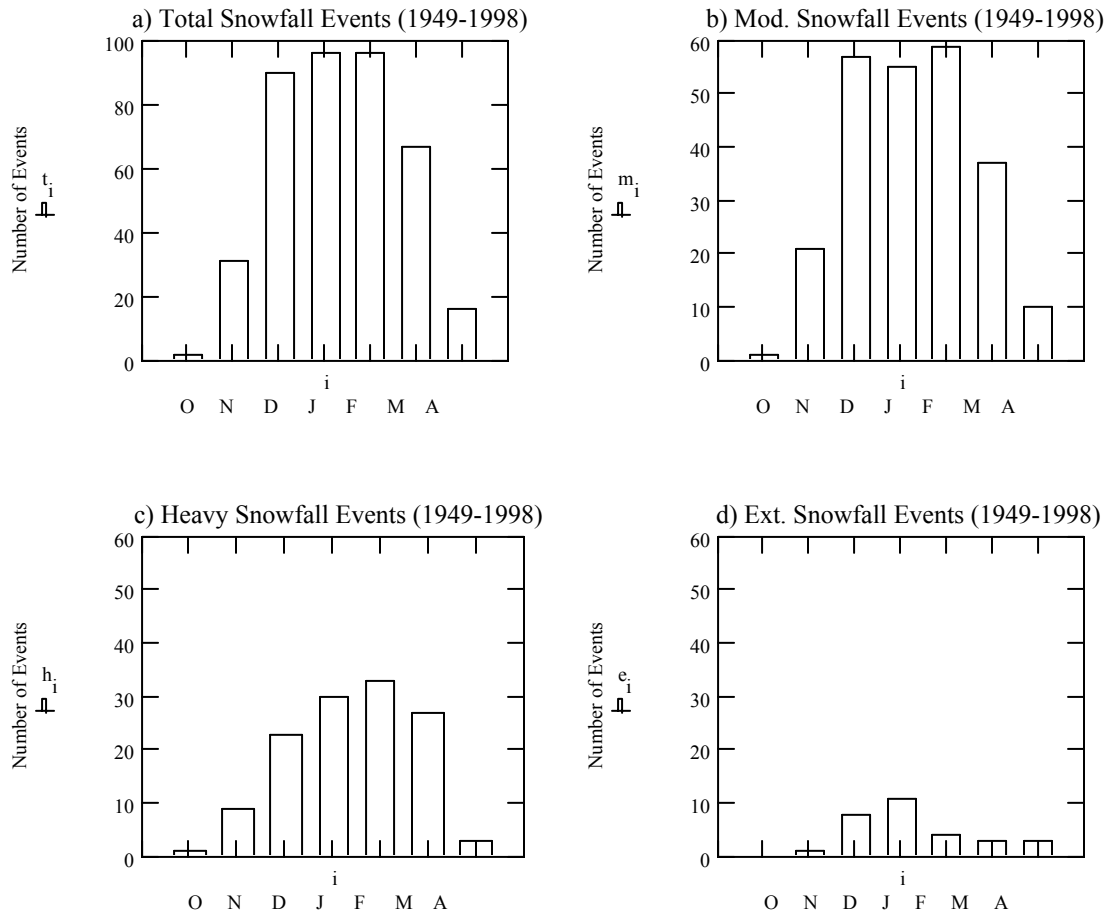 a) Total Snowfall Events (1949-1998)
100
80
60
40
20
0
Number of Events
t i
i
O N D J F M A
b) Mod. Snowfall Events (1949-1998)
60
50
40
30
20
10
0
Number of Events
m i
i
O N D J F M A
c) Heavy Snowfall Events (1949-1998)
60
50
40
30
20
10
0
Number of Events
h i
i
O N D J F M A
d) Ext. Snowfall Events (1949-1998)
60
50
40
30
20
10
0
Number of Events
e i
i
O N D J F M A